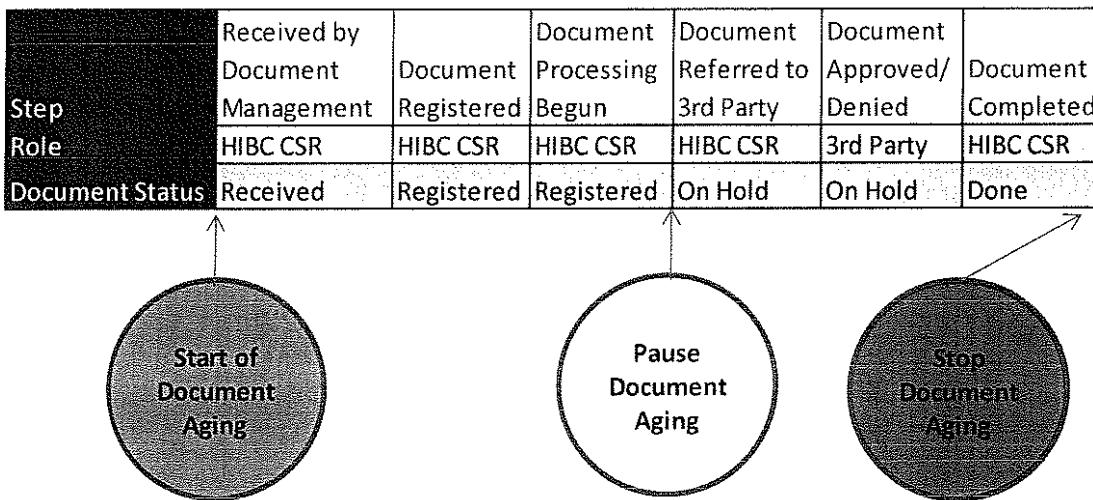 Step
Received by
Document
Management
Document
Registered
Document
Processing
Begun
Document
Referred to
3rd Party
Document
Approved/
Denied
Document
Completed
Role HIBC CSR HIBC CSR HIBC CSR HIBC CSR 3rd Party HIBC CSR
Document Status Received Registered Registered On Hold On Hold Done
Start of
Document
Aging
Pause
Document
Aging
Stop
Document
Aging